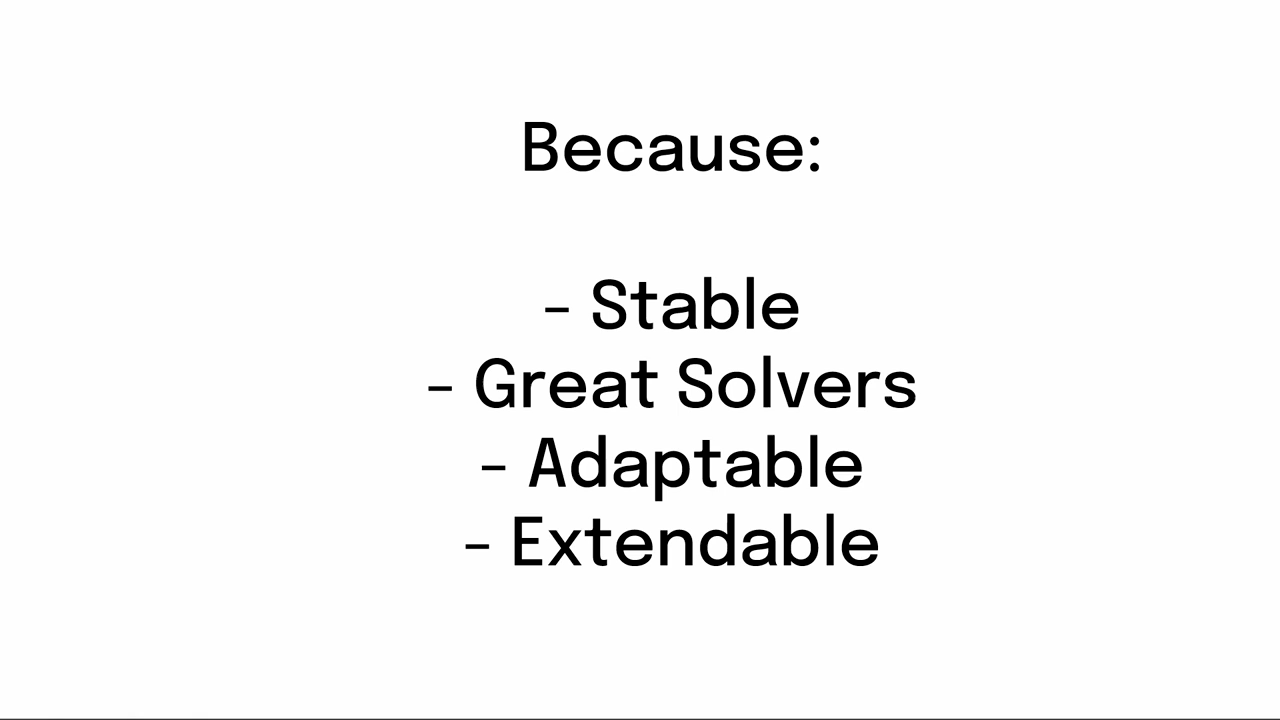 Because:
- Stable
- Great Solvers
- Adaptable
- Extendable